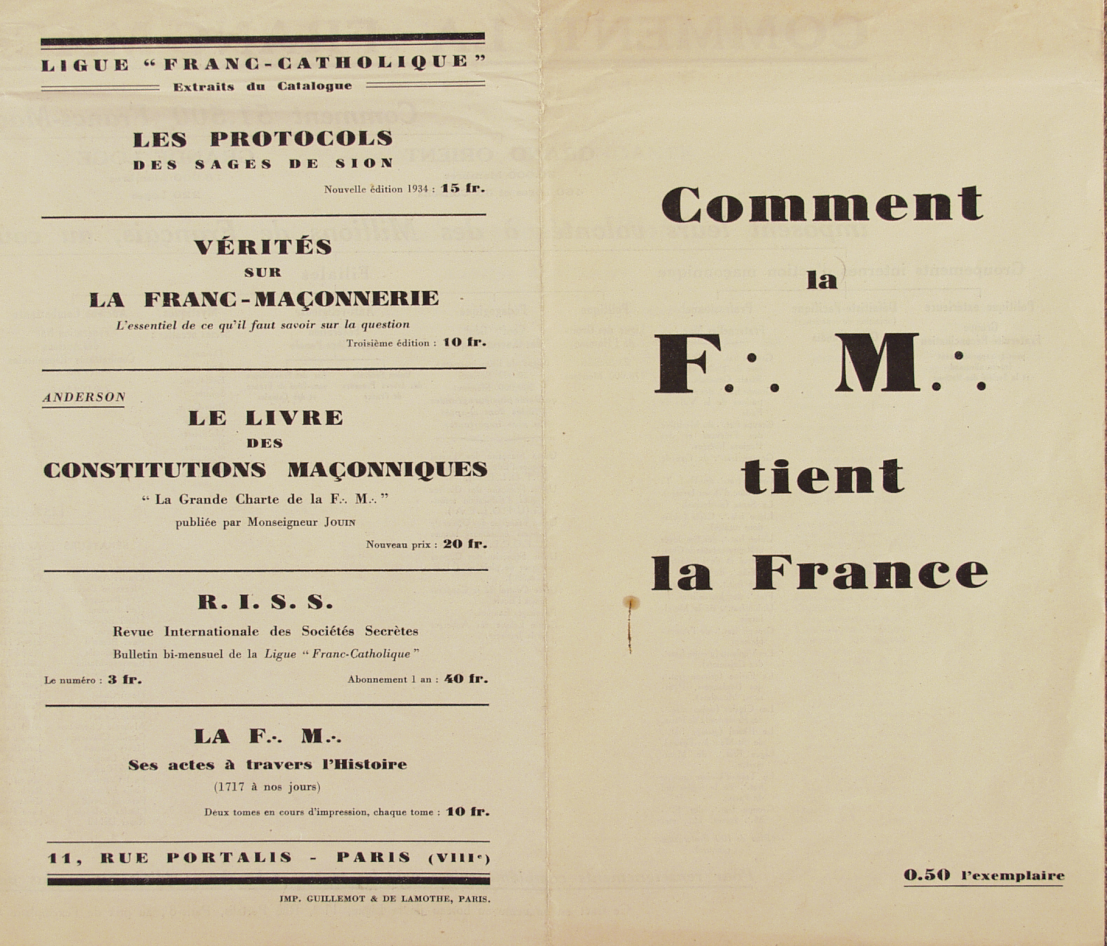 LIGUE “FRANC-CATHOLIQUE”
Extraits du Catalogue
LES PROTOCOLS
DES SAGES DE SION
Nouvelle édition 1934 : 15 fr.
VÉRITÉS
SUR
LA FRANC-MAÇONNERIE
L'essentiel de ce qu'il faut savoir sur la question
Troisième édition : 10 fr.
ANDERSON
LE LIVRE
DES
CONSTITUTIONS MAÇONNIQUES
“ La Grande Charte de la F∴ M∴ ”
publiée par Monseigneur JOUIN
Nouveau prix : 20 fr.
R. I. S. S.
Revue Internationale des Sociétés Secrètes
Bulletin bi-mensuel de la Ligue “ Franc-Catholique ”
Le numéro : 3 fr. Abonnement 1 an : 40 fr.
LA F∴ M∴
Ses actes à travers l'Histoire
(1717 à nos jours)
Deux tomes en cours d'impression, chaque tome : 10 fr.
11, RUE PORTALIS - PARIS (VIIIᵉ)
IMP. GUILLEMOT & DE LAMOTHE, PARIS.
Comment
la
F∴ M∴
tient
la France
0.50 l'exemplaire